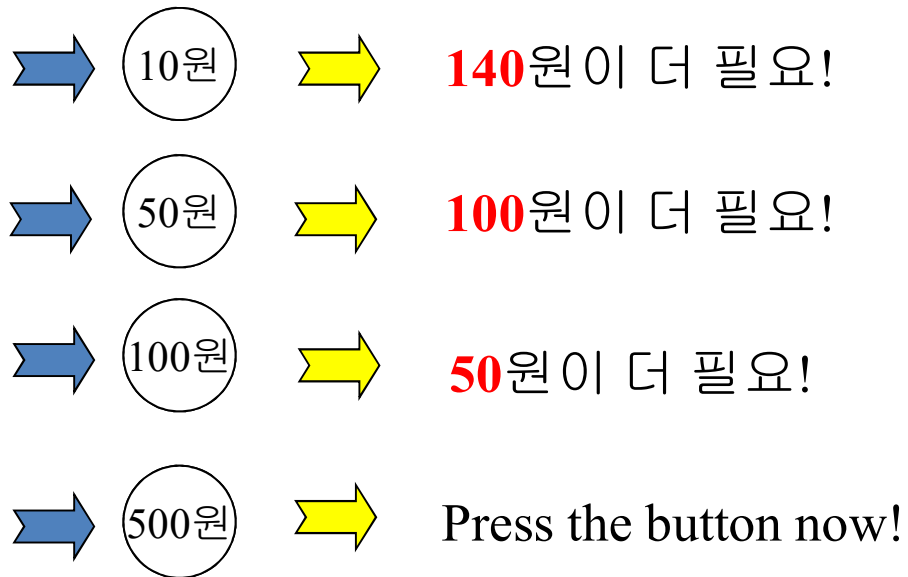 10원 140원이 더 필요!
50원 100원이 더 필요!
100원 50원이 더 필요!
500원 Press the button now!